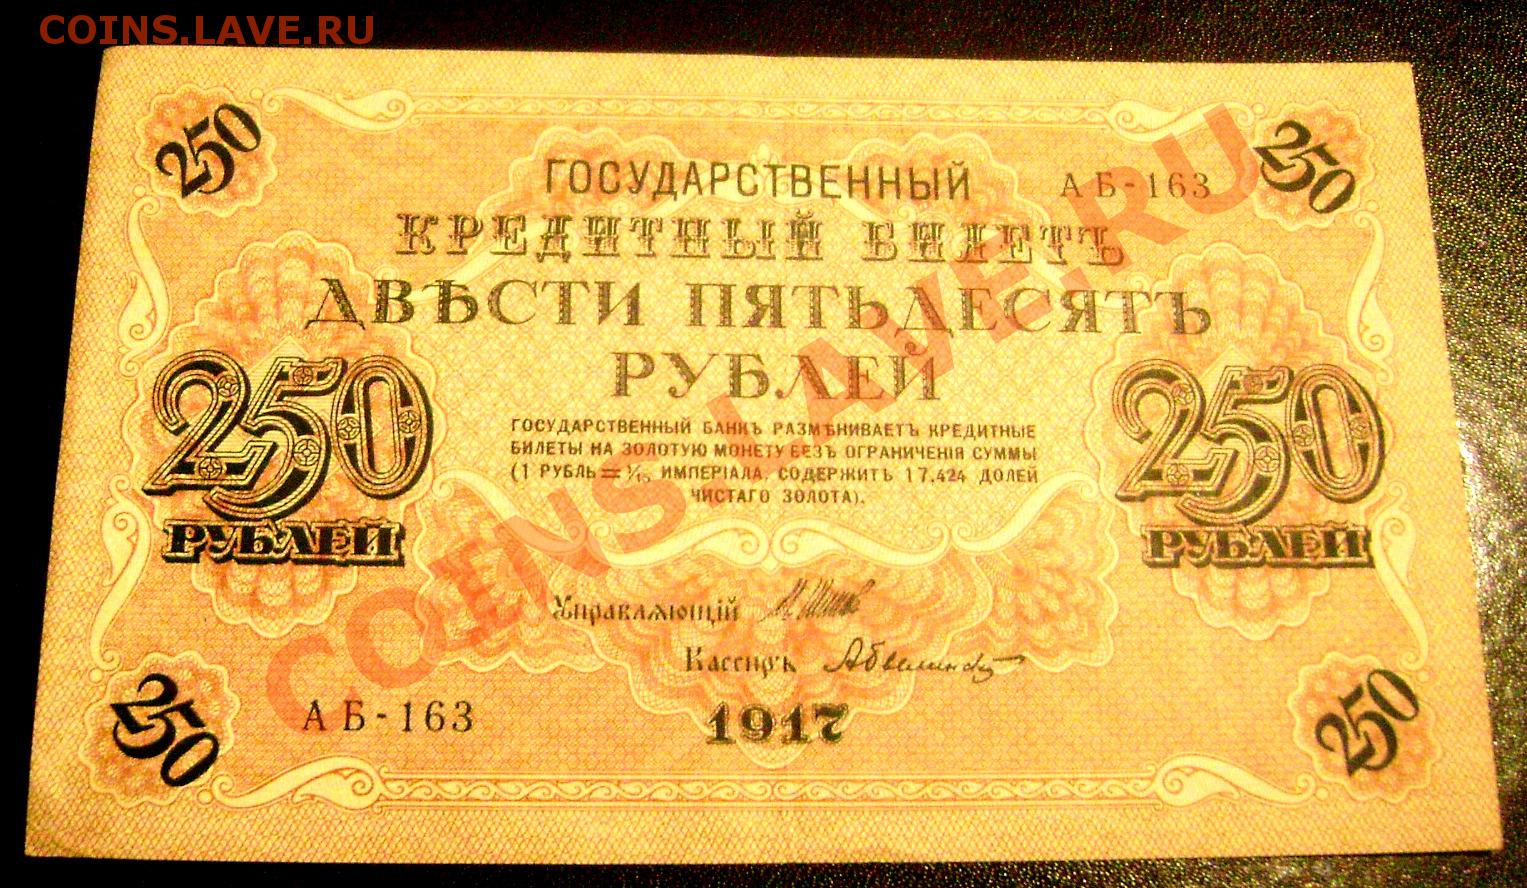 COINS.LAVE.RU
250
250
ГОСУДАРСТВЕННЫЙ
АБ-163
КРЕДИТНЫЙ БИЛЕТЪ
ДВѢСТИ ПЯТЬДЕСЯТЪ
РУБЛЕЙ
250
РУБЛЕЙ
250
РУБЛЕЙ
ГОСУДАРСТВЕННЫЙ БАНКЪ РАЗМѢНИВАЕТЪ КРЕДИТНЫЕ
БИЛЕТЫ НА ЗОЛОТУЮ МОНЕТУ БЕЗЪ ОГРАНИЧЕНІЯ СУММЫ
(1 РУБЛЬ = 1/15 ИМПЕРІАЛА, СОДЕРЖИТЪ 17,424 ДОЛЕЙ
ЧИСТАГО ЗОЛОТА).
COINS.LAVE.RU
Управляющій
Кассиръ
АБ-163
1917
250
250